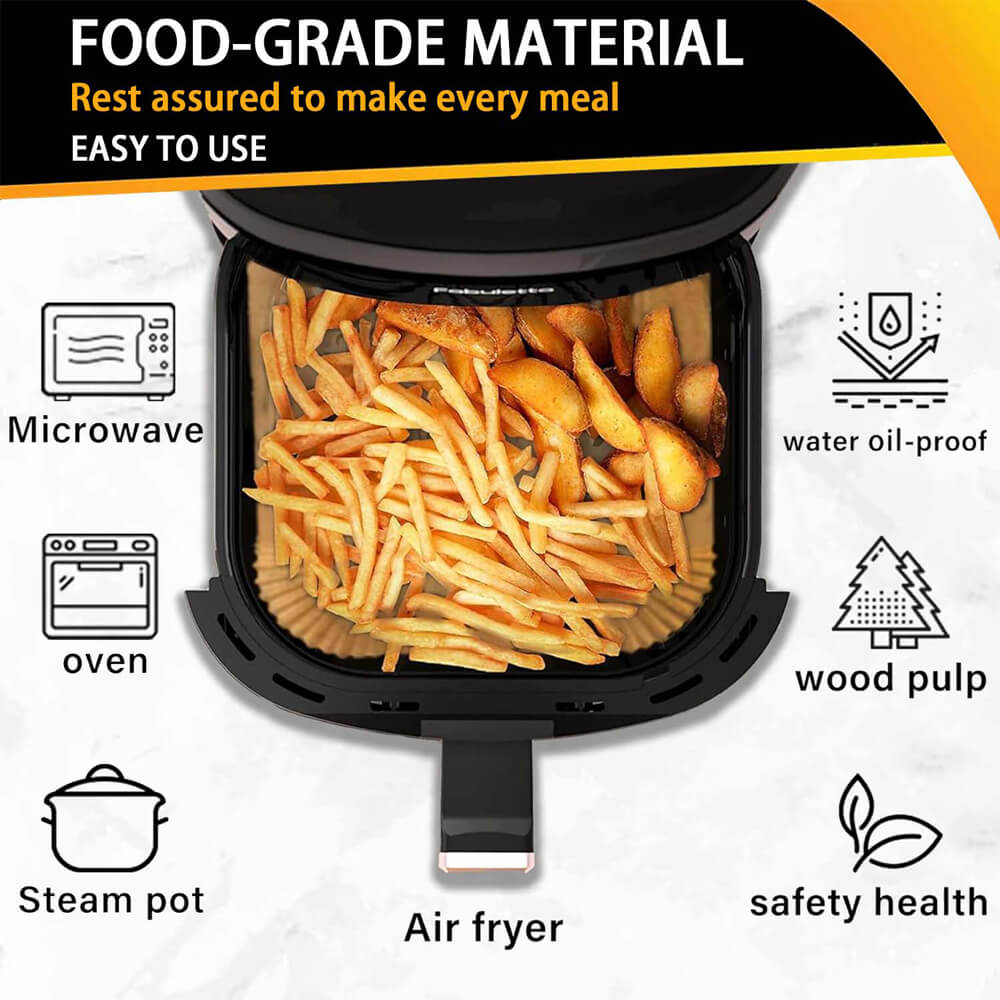 FOOD-GRADE MATERIAL
Rest assured to make every meal
EASY TO USE
Fabuletta
Microwave
water oil-proof
oven
wood pulp
Steam pot
safety health
Air fryer